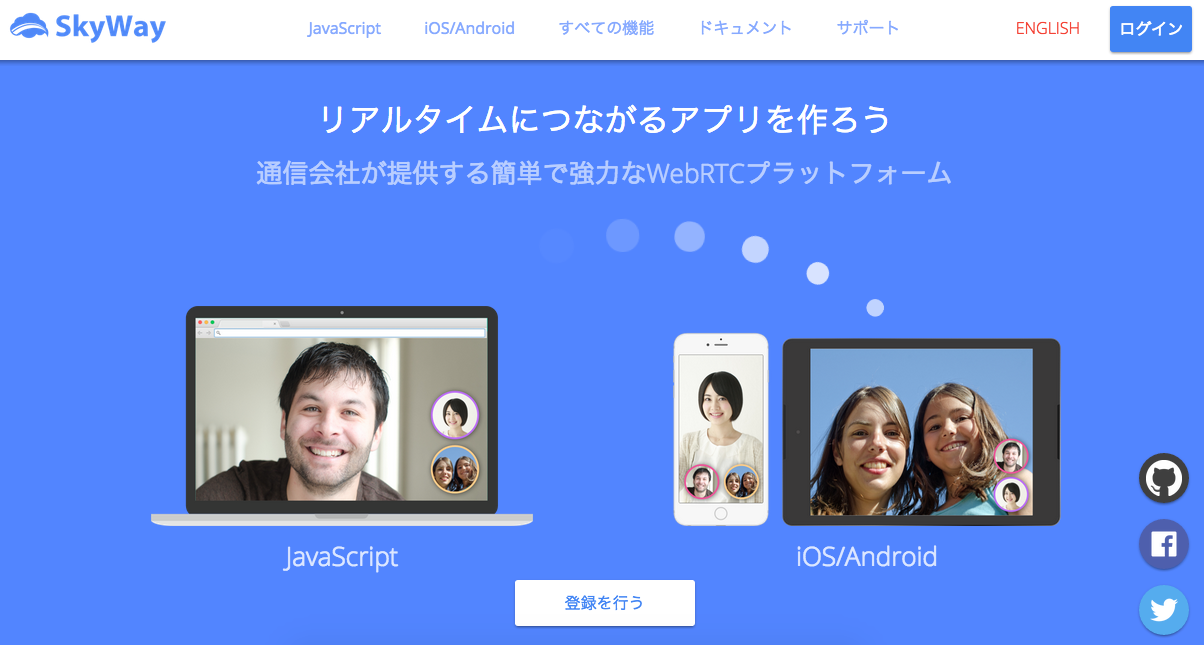 SkyWay
JavaScript
iOS/Android
すべての機能
ドキュメント
サポート
ENGLISH
ログイン
リアルタイムにつながるアプリを作ろう
通信会社が提供する簡単で強力なWebRTCプラットフォーム
JavaScript
iOS/Android
登録を行う